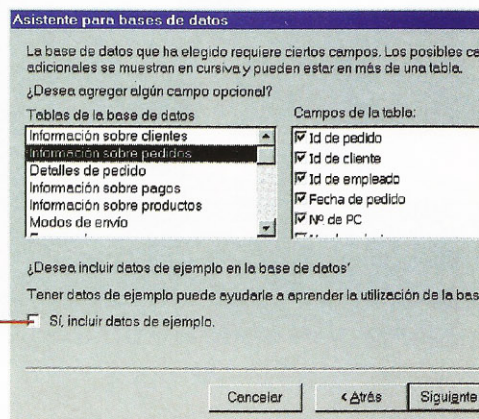 Asistente para bases de datos
La base de datos que ha elegido requiere ciertos campos. Los posibles ca
adicionales se muestran en cursiva y pueden estar en más de una tabla.
¿Desea agregar algún campo opcional?
Tablas de la base de datos
Información sobre clientes
Información sobre pedidos
Detalles de pedido
Información sobre pagos
Información sobre productos
Modos de envío
Campos de la tabla:
Id de pedido
Id de cliente
Id de empleado
Fecha de pedido
Nº. de PC
¿Desea incluir datos de ejemplo en la base de datos'
Tener datos de ejemplo puede ayudarle a aprender la utilización de la bas
Sí, incluir datos de ejemplo.
Cancelar
< Atrás
Siguiente